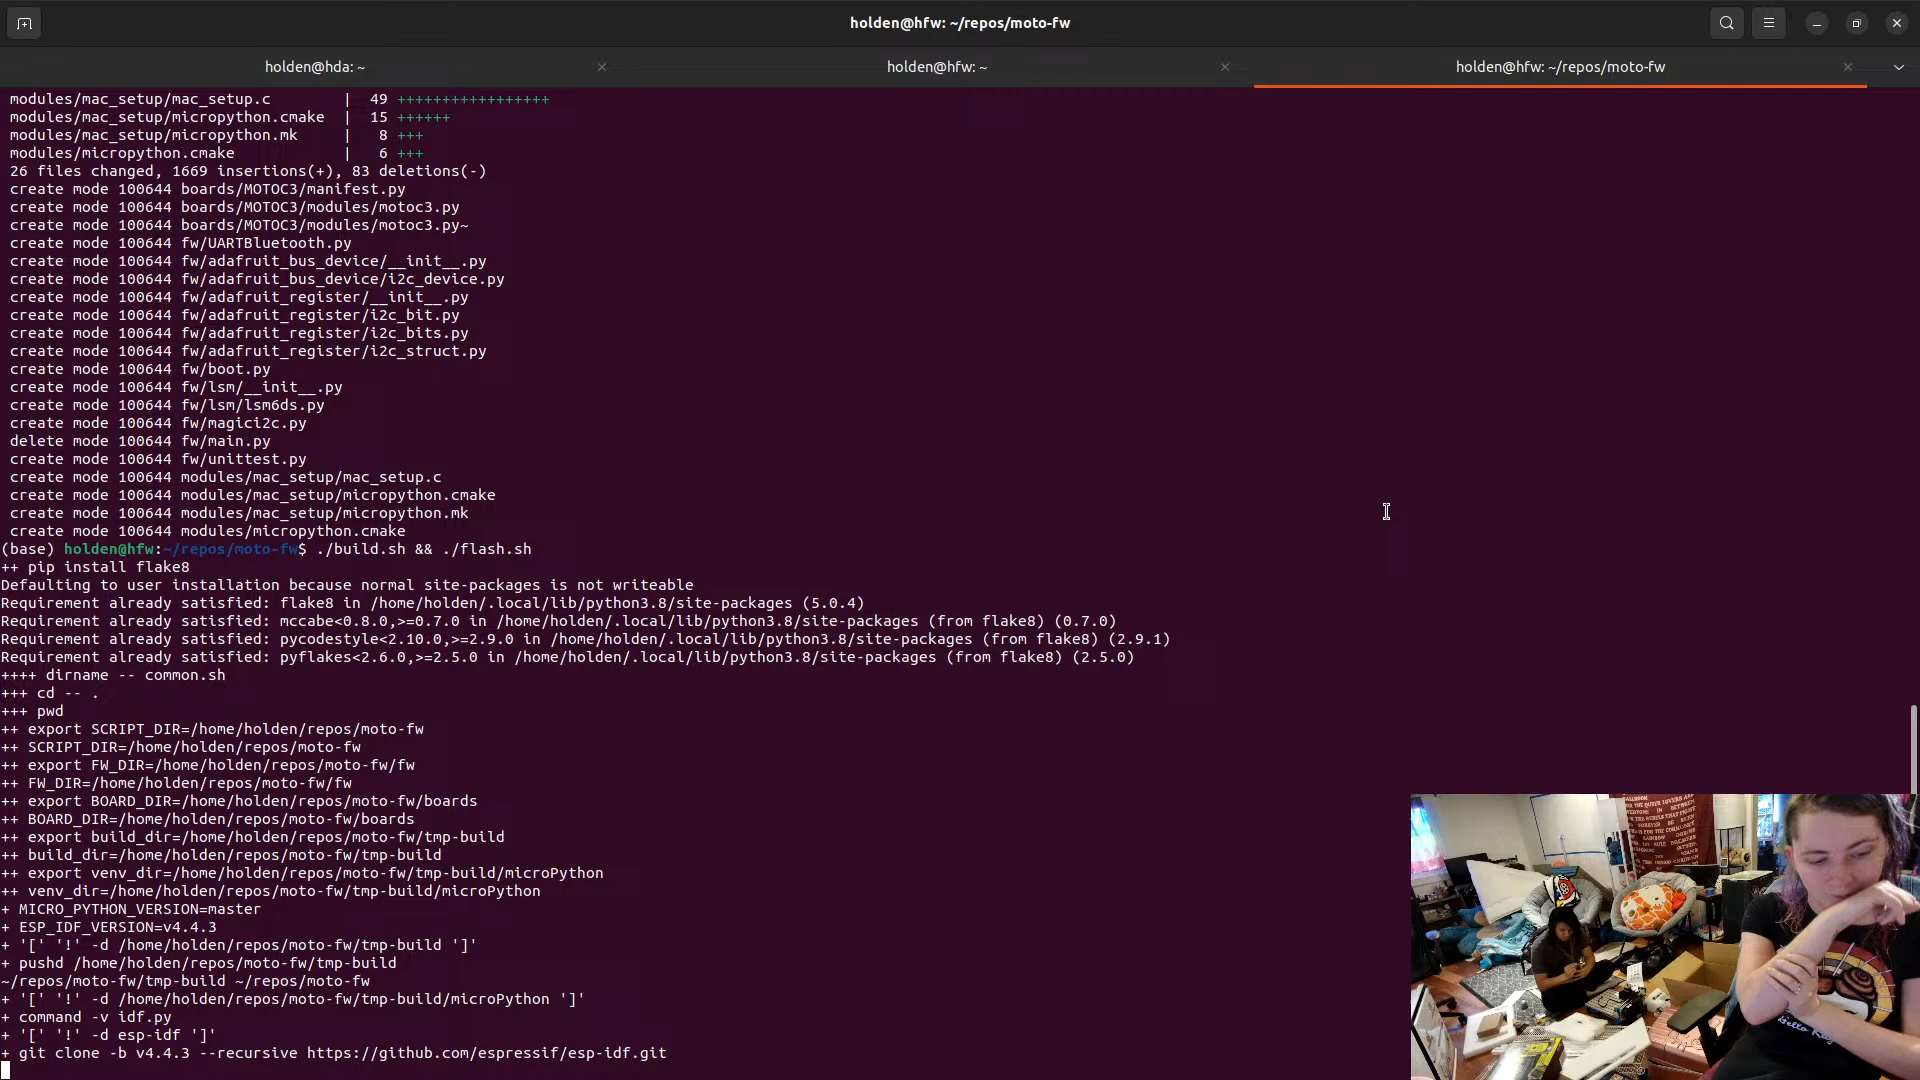 holden@hfw: ~/repos/moto-fw
holden@hda: ~
holden@hfw: ~
holden@hfw: ~/repos/moto-fw
modules/mac_setup/mac_setup.c | 49 +++++++++++++++++
modules/mac_setup/micropython.cmake | 15 ++++++
modules/mac_setup/micropython.mk | 8 +++
modules/micropython.cmake | 6 +++
26 files changed, 1669 insertions(+), 83 deletions(-)
create mode 100644 boards/MOTOC3/manifest.py
create mode 100644 boards/MOTOC3/modules/motoc3.py
create mode 100644 boards/MOTOC3/modules/motoc3.py~
create mode 100644 fw/UARTBluetooth.py
create mode 100644 fw/adafruit_bus_device/__init__.py
create mode 100644 fw/adafruit_bus_device/i2c_device.py
create mode 100644 fw/adafruit_register/__init__.py
create mode 100644 fw/adafruit_register/i2c_bit.py
create mode 100644 fw/adafruit_register/i2c_bits.py
create mode 100644 fw/adafruit_register/i2c_struct.py
create mode 100644 fw/boot.py
create mode 100644 fw/lsm/__init__.py
create mode 100644 fw/lsm/lsm6ds.py
create mode 100644 fw/magici2c.py
delete mode 100644 fw/main.py
create mode 100644 fw/unittest.py
create mode 100644 modules/mac_setup/mac_setup.c
create mode 100644 modules/mac_setup/micropython.cmake
create mode 100644 modules/mac_setup/micropython.mk
create mode 100644 modules/micropython.cmake
(base) holden@hfw:~/repos/moto-fw$ ./build.sh && ./flash.sh
++ pip install flake8
Defaulting to user installation because normal site-packages is not writeable
Requirement already satisfied: flake8 in /home/holden/.local/lib/python3.8/site-packages (5.0.4)
Requirement already satisfied: mccabe<0.8.0,>=0.7.0 in /home/holden/.local/lib/python3.8/site-packages (from flake8) (0.7.0)
Requirement already satisfied: pycodestyle<2.10.0,>=2.9.0 in /home/holden/.local/lib/python3.8/site-packages (from flake8) (2.9.1)
Requirement already satisfied: pyflakes<2.6.0,>=2.5.0 in /home/holden/.local/lib/python3.8/site-packages (from flake8) (2.5.0)
++++ dirname -- common.sh
+++ cd -- .
+++ pwd
++ export SCRIPT_DIR=/home/holden/repos/moto-fw
++ SCRIPT_DIR=/home/holden/repos/moto-fw
++ export FW_DIR=/home/holden/repos/moto-fw/fw
++ FW_DIR=/home/holden/repos/moto-fw/fw
++ export BOARD_DIR=/home/holden/repos/moto-fw/boards
++ BOARD_DIR=/home/holden/repos/moto-fw/boards
++ export build_dir=/home/holden/repos/moto-fw/tmp-build
++ build_dir=/home/holden/repos/moto-fw/tmp-build
++ export venv_dir=/home/holden/repos/moto-fw/tmp-build/microPython
++ venv_dir=/home/holden/repos/moto-fw/tmp-build/microPython
+ MICRO_PYTHON_VERSION=master
+ ESP_IDF_VERSION=v4.4.3
+ '[' '!' -d /home/holden/repos/moto-fw/tmp-build ']'
+ pushd /home/holden/repos/moto-fw/tmp-build
~/repos/moto-fw/tmp-build ~/repos/moto-fw
+ '[' '!' -d /home/holden/repos/moto-fw/tmp-build/microPython ']'
+ command -v idf.py
+ '[' '!' -d esp-idf ']'
+ git clone -b v4.4.3 --recursive https://github.com/espressif/esp-idf.git